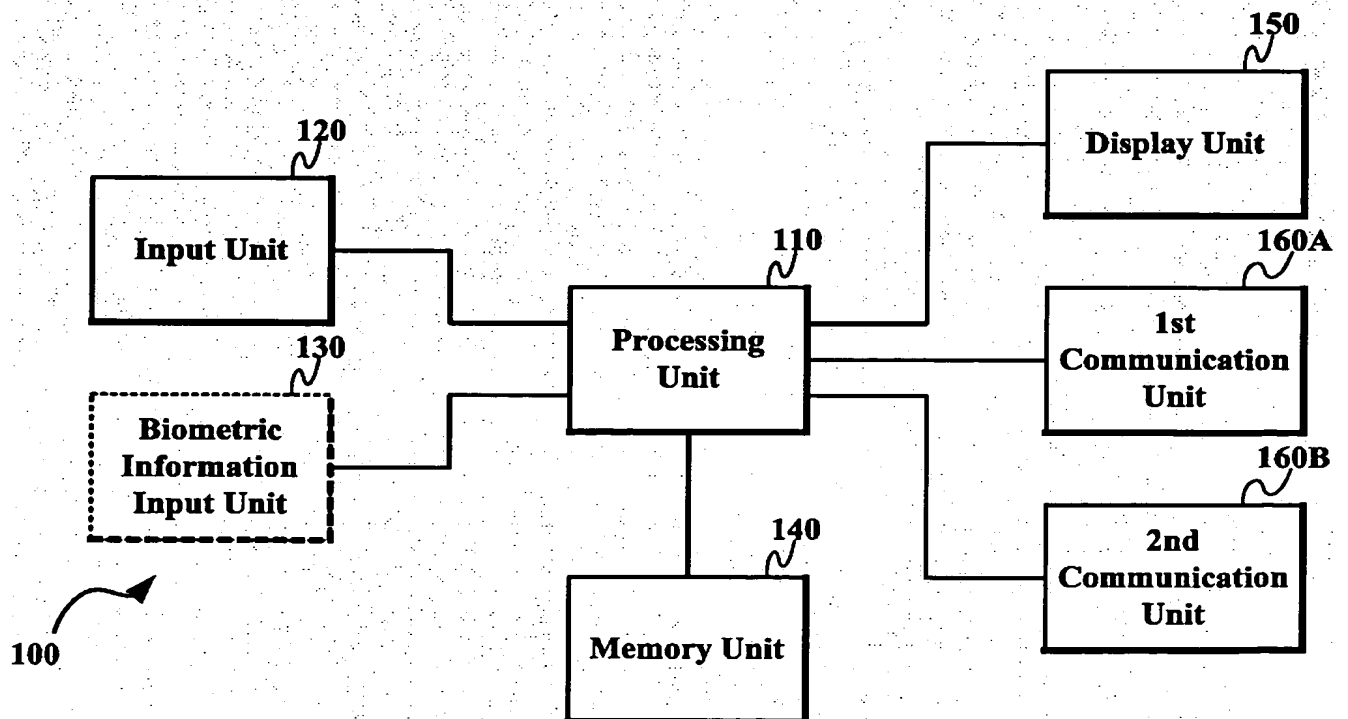 150
Display Unit
120
Input Unit
110
Processing
Unit
160A
1st
Communication
Unit
130
Biometric
Information
Input Unit
160B
2nd
Communication
Unit
140
Memory Unit
100